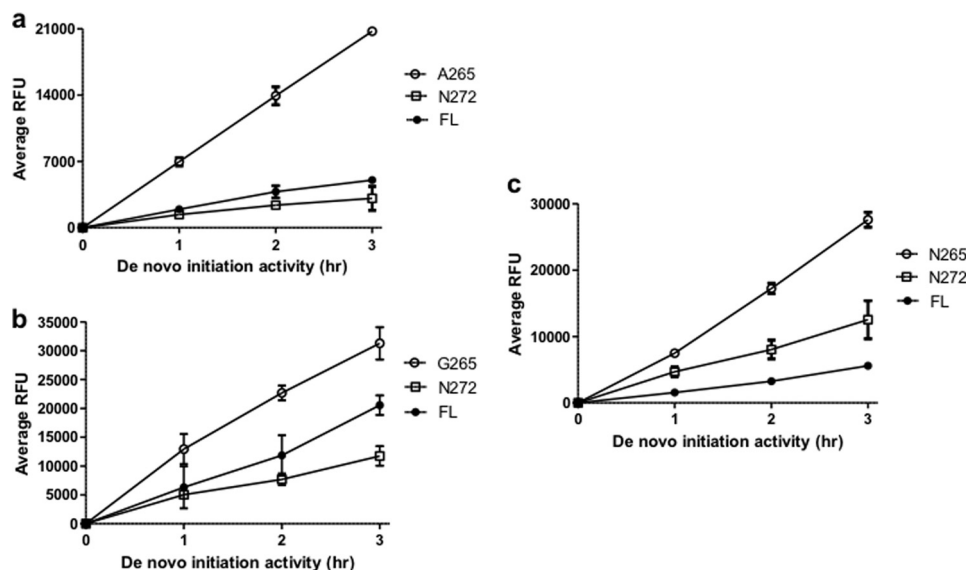 a
21000
14000
7000
0
Average RFU
0 1 2 3
De novo initiation activity (hr)
A265
N272
FL
b
35000
30000
25000
20000
15000
10000
5000
0
Average RFU
0 1 2 3
De novo initiation activity (hr)
G265
N272
FL
c
30000
20000
10000
0
Average RFU
0 1 2 3
De novo initiation activity (hr)
N265
N272
FL